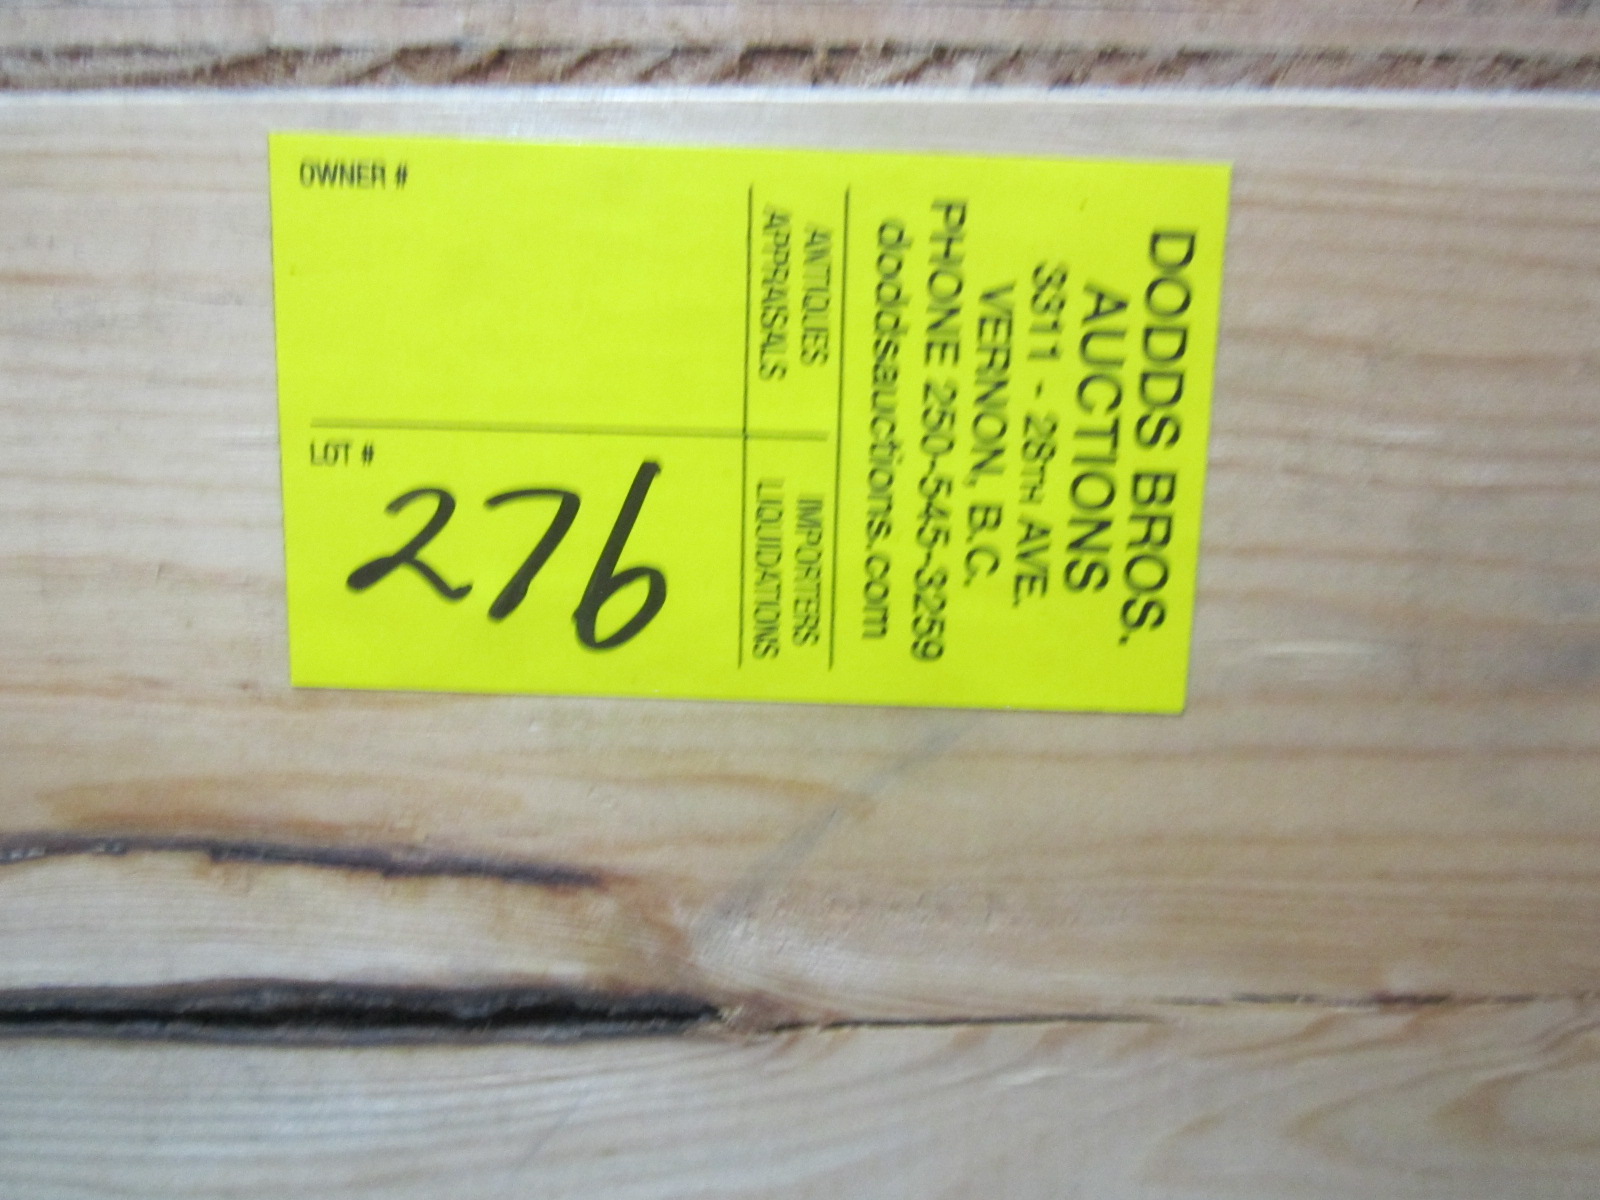 DODDS BROS.
AUCTIONS
3311 - 28TH AVE.
VERNON, B.C.
PHONE 250-545-3259
doddsauctions.com
ANTIQUES IMPORTERS
APPRAISALS LIQUIDATIONS
OWNER #
LOT #
276